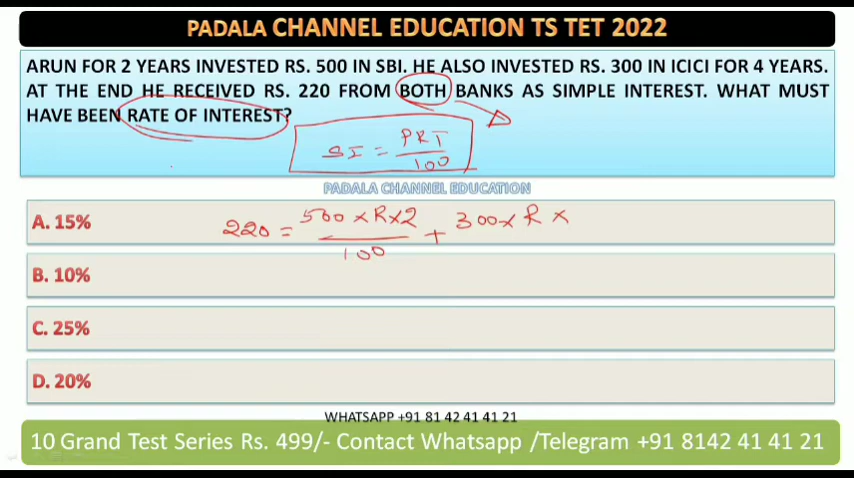 PADALA CHANNEL EDUCATION TS TET 2022
ARUN FOR 2 YEARS INVESTED RS. 500 IN SBI. HE ALSO INVESTED RS. 300 IN ICICI FOR 4 YEARS.
AT THE END HE RECEIVED RS. 220 FROM BOTH BANKS AS SIMPLE INTEREST. WHAT MUST
HAVE BEEN RATE OF INTEREST?
SI = PRT
100
PADALA CHANNEL EDUCATION
A. 15%
220 = 500 × R × 2 + 300 × R ×
100
B. 10%
C. 25%
D. 20%
WHATSAPP +91 81 42 41 41 21
10 Grand Test Series Rs. 499/- Contact Whatsapp /Telegram +91 8142 41 41 21